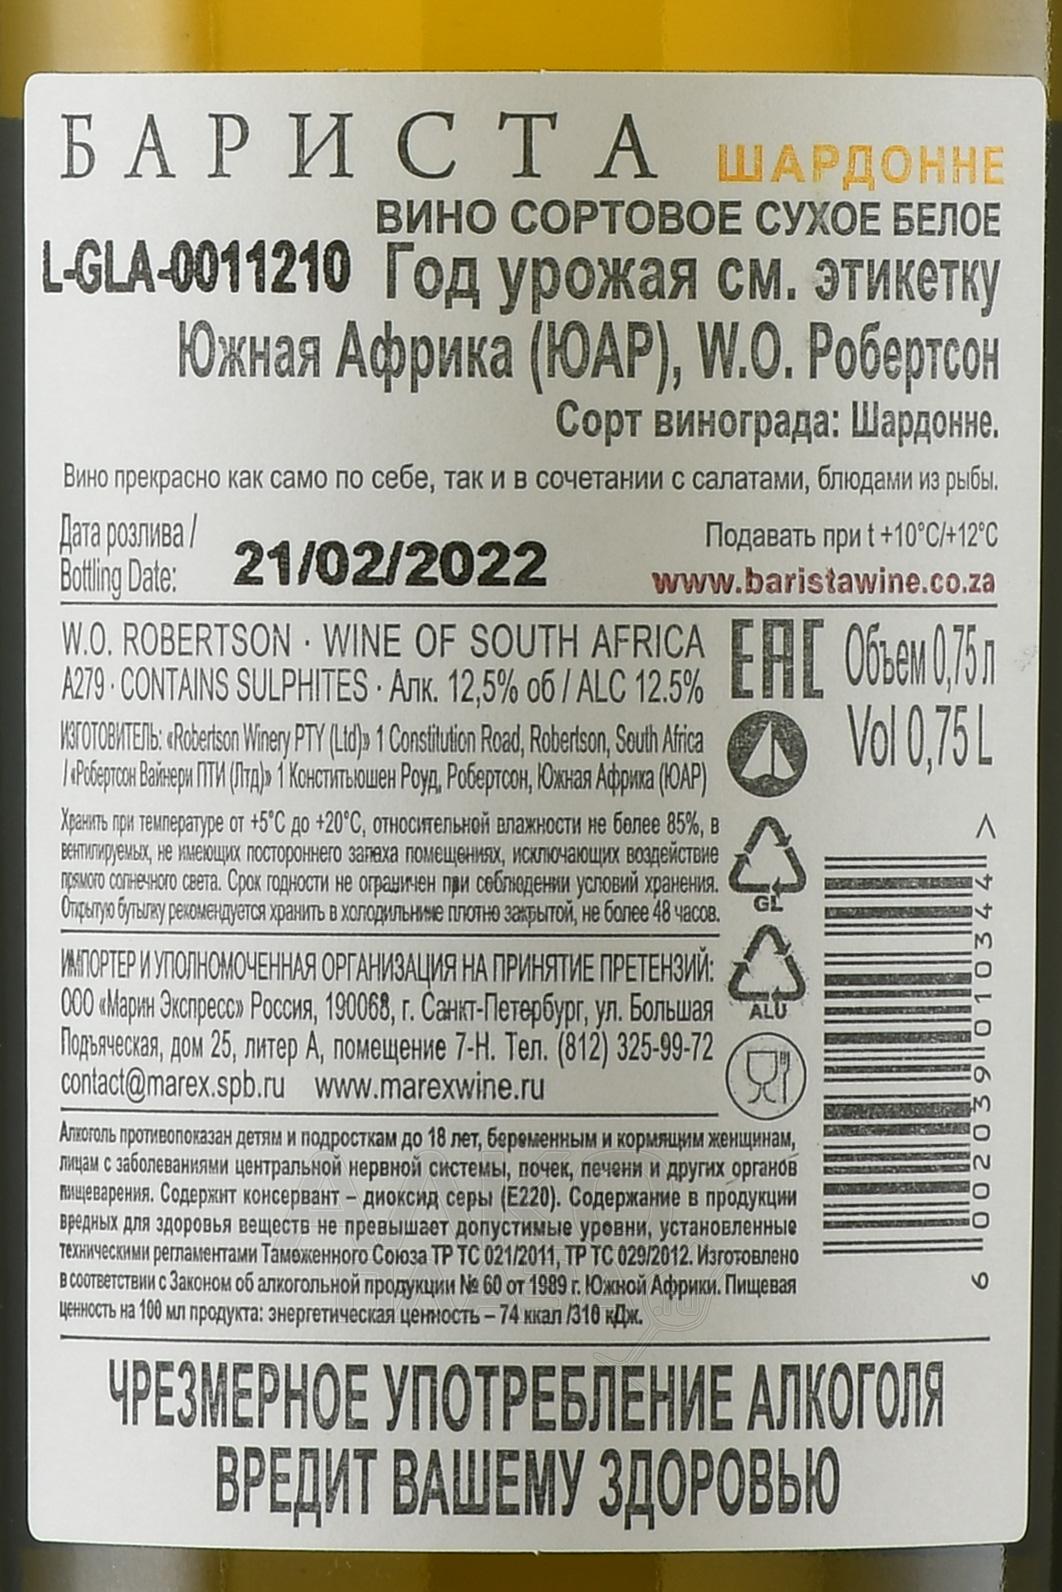 БАРИСТА ШАРДОННЕ
ВИНО СОРТОВОЕ СУХОЕ БЕЛОЕ
L-GLA-0011210 Год урожая см. этикетку
Южная Африка (ЮАР), W.O. Робертсон
Сорт винограда: Шардонне.
Вино прекрасно как само по себе, так и в сочетании с салатами, блюдами из рыбы.
Дата розлива /
Bottling Date: 21/02/2022
Подавать при t +10°C/+12°C
www.baristawine.co.za
W.O. ROBERTSON · WINE OF SOUTH AFRICA
A279 · CONTAINS SULPHITES · Алк. 12,5% об / ALC 12.5%
EAC
Объем 0,75 л
Vol 0,75 L
ИЗГОТОВИТЕЛЬ: «Robertson Winery PTY (Ltd)» 1 Constitution Road, Robertson, South Africa
/ «Робертсон Вайнери ПТИ (Лтд)» 1 Конститьюшен Роуд, Робертсон, Южная Африка (ЮАР)
Хранить при температуре от +5°C до +20°C, относительной влажности не более 85%, в
вентилируемых, не имеющих постороннего запаха помещениях, исключающих воздействие
прямого солнечного света. Срок годности не ограничен при соблюдении условий хранения.
Открытую бутылку рекомендуется хранить в холодильнике плотно закрытой, не более 48 часов.
GL
ИМПОРТЕР И УПОЛНОМОЧЕННАЯ ОРГАНИЗАЦИЯ НА ПРИНЯТИЕ ПРЕТЕНЗИЙ:
ООО «Марин Экспресс» Россия, 190068, г. Санкт-Петербург, ул. Большая
Подъяческая, дом 25, литер А, помещение 7-Н. Тел. (812) 325-99-72
contact@marex.spb.ru www.marexwine.ru
ALU
6 002039 010344 >
Алкоголь противопоказан детям и подросткам до 18 лет, беременным и кормящим женщинам,
лицам с заболеваниями центральной нервной системы, почек, печени и других органов
пищеварения. Содержит консервант – диоксид серы (Е220). Содержание в продукции
вредных для здоровья веществ не превышает допустимые уровни, установленные
техническими регламентами Таможенного Союза ТР ТС 021/2011, ТР ТС 029/2012. Изготовлено
в соответствии с Законом об алкогольной продукции № 60 от 1989 г. Южной Африки. Пищевая
ценность на 100 мл продукта: энергетическая ценность – 74 ккал /310 кДж.
ЧРЕЗМЕРНОЕ УПОТРЕБЛЕНИЕ АЛКОГОЛЯ
ВРЕДИТ ВАШЕМУ ЗДОРОВЬЮ